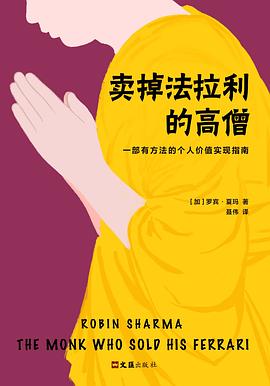 卖掉法拉利
的高僧
一部有方法的个人价值实现指南
[加]罗宾·夏玛 著
聂伟 译
ROBIN SHARMA
THE MONK WHO SOLD HIS FERRARI
文匯出版社